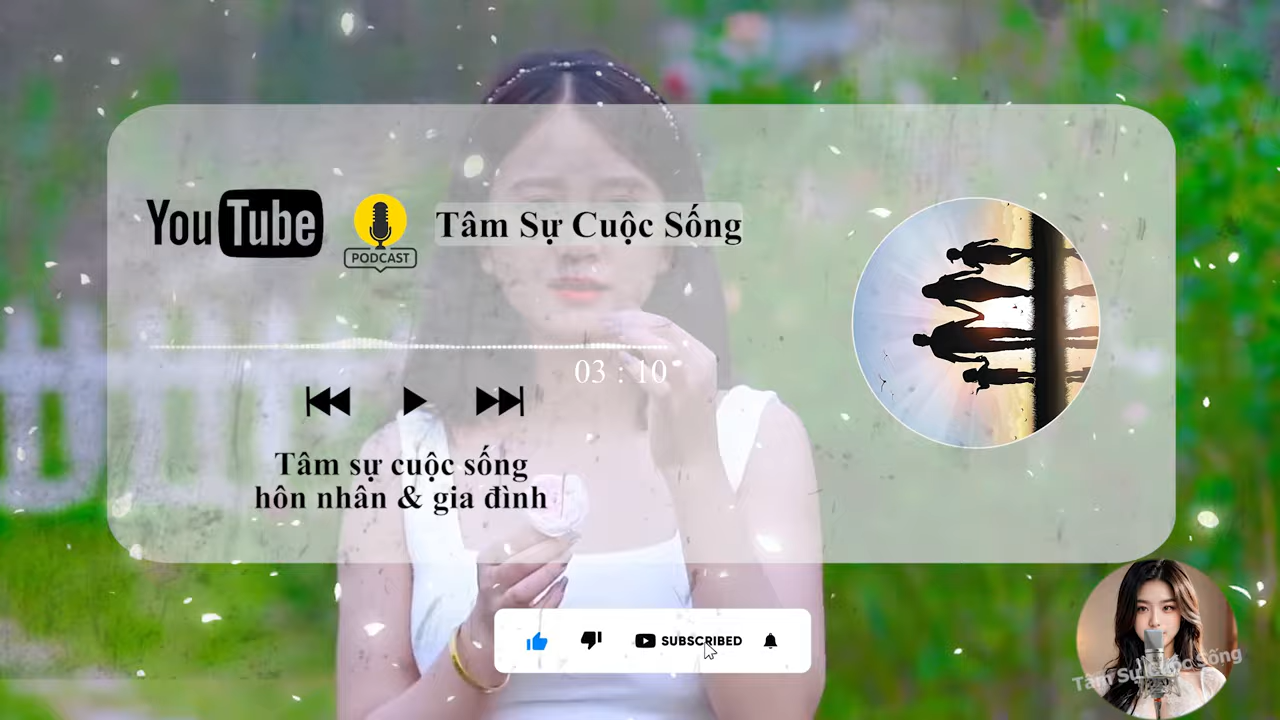 YouTube
PODCAST
Tâm Sự Cuộc Sống
03 : 10
Tâm sự cuộc sống
hôn nhân & gia đình
SUBSCRIBED
Tâm Sự Cuộc Sống